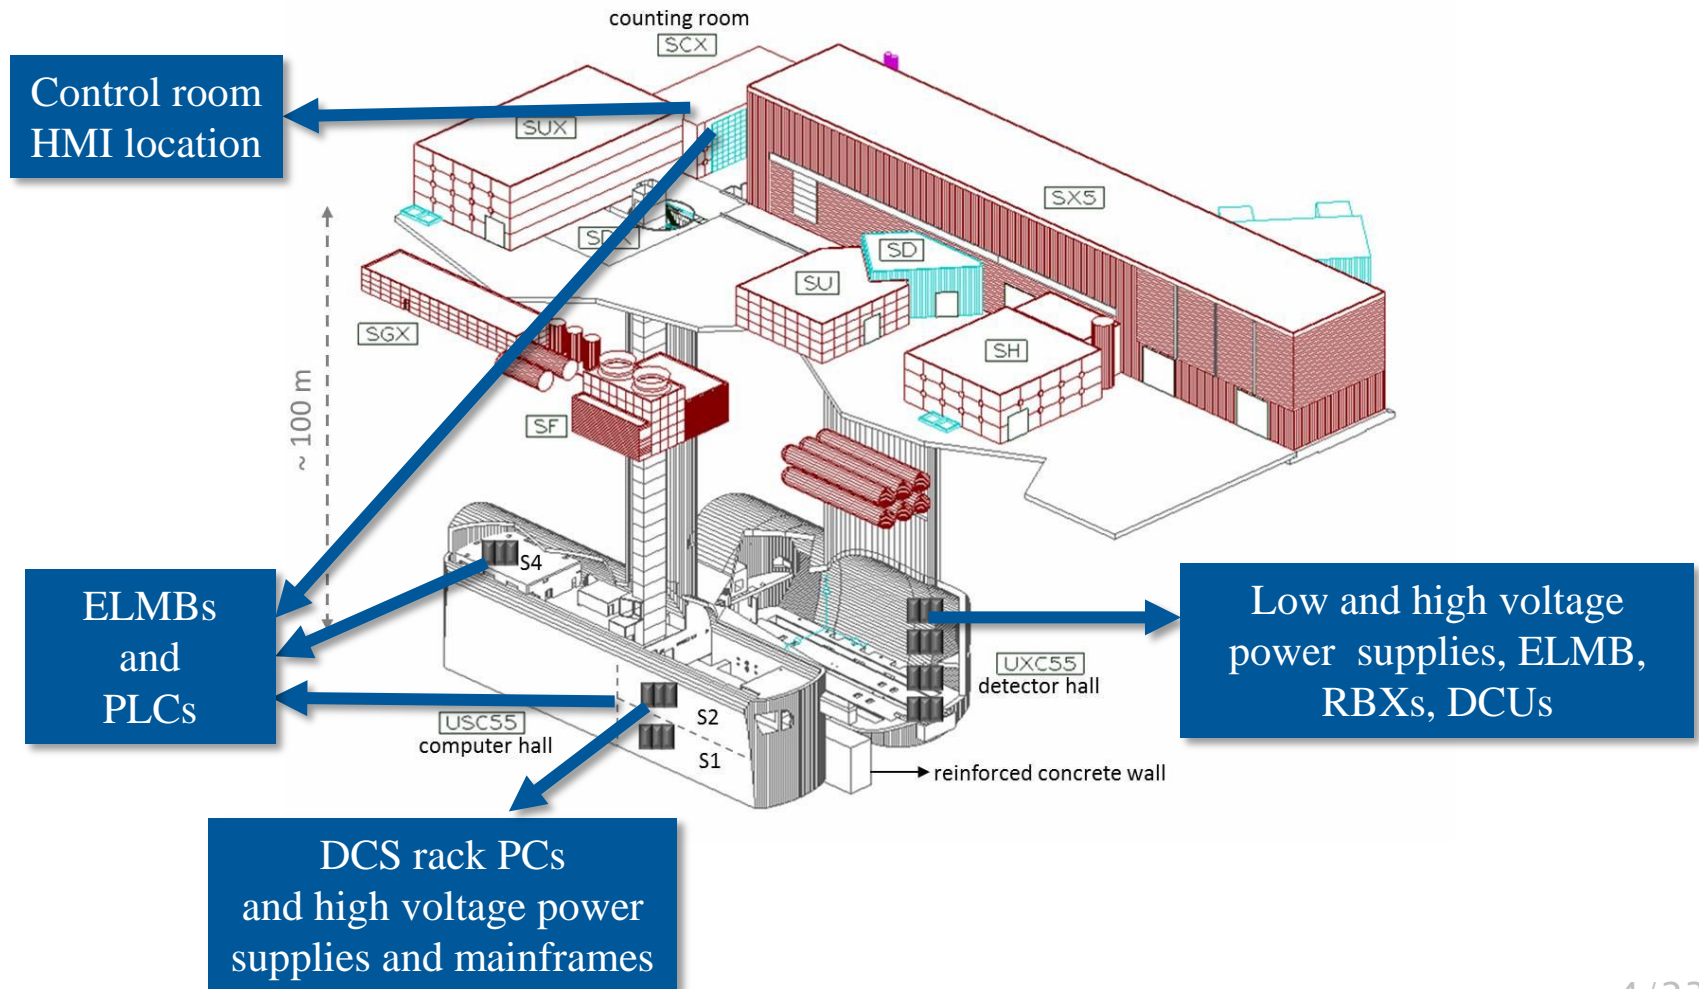 counting room
SCX
Control room
HMI location
SUX
SX5
SD
SU
SGX
SH
~ 100 m
SF
S4
ELMBs
and
PLCs
Low and high voltage
power supplies, ELMB,
RBXs, DCUs
UXC55
detector hall
S2
USC55
computer hall
S1
reinforced concrete wall
DCS rack PCs
and high voltage power
supplies and mainframes